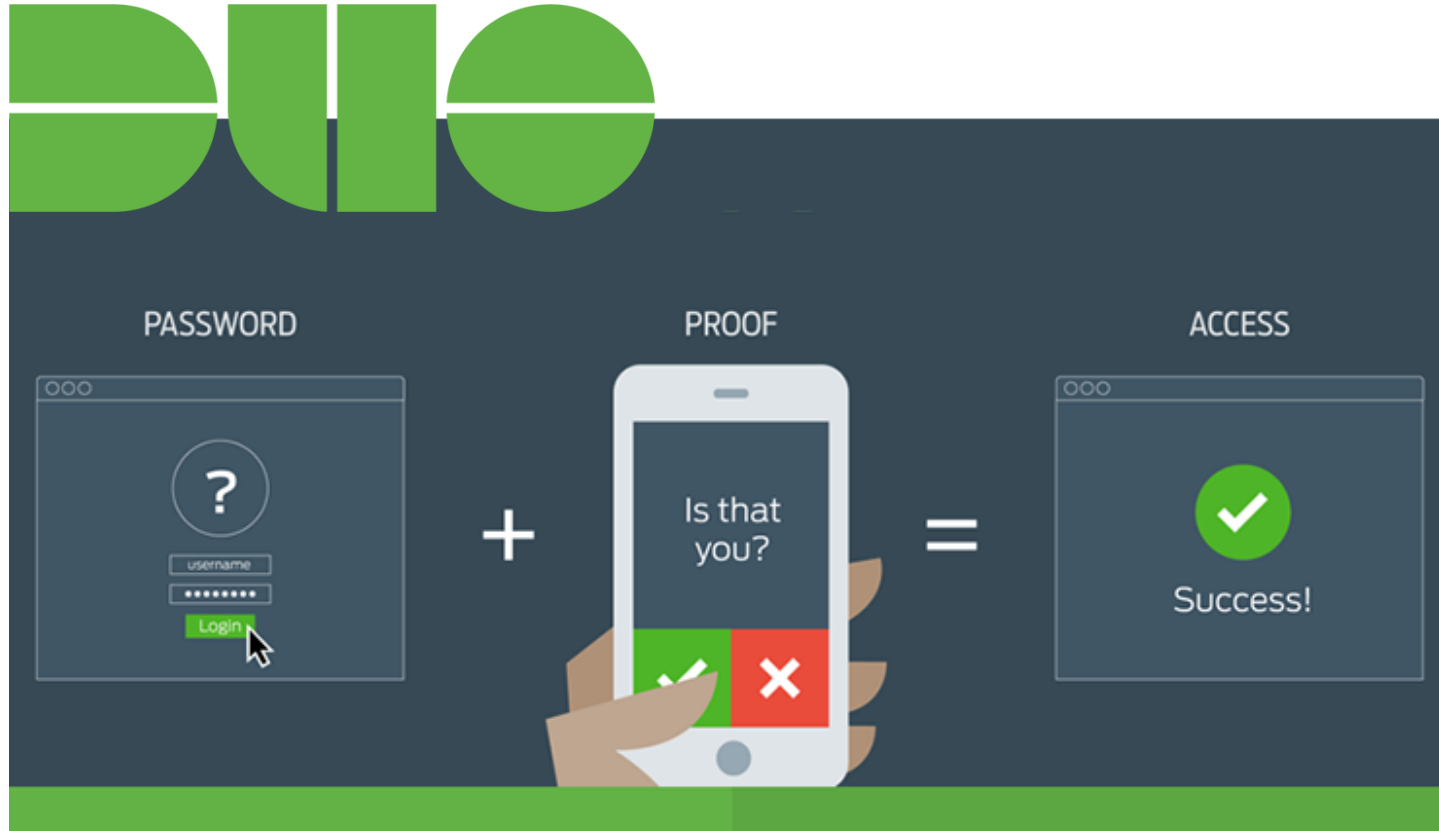 DUO
PASSWORD
PROOF
ACCESS
?
username
Login
+
Is that
you?
=
Success!